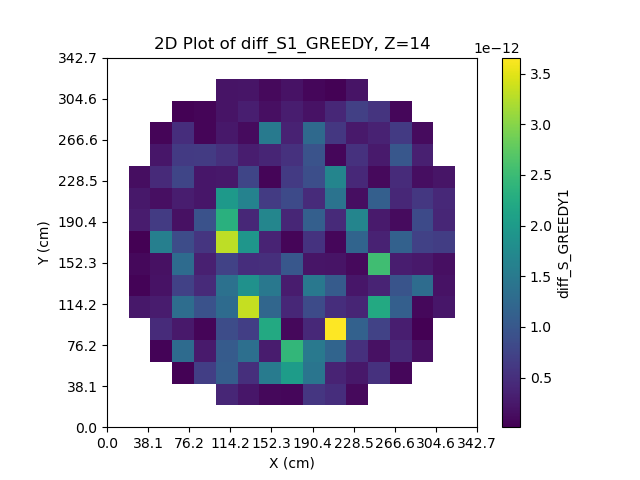 2D Plot of diff_S1_GREEDY, Z=14
1e−12
342.7
304.6
266.6
228.5
190.4
152.3
114.2
76.2
38.1
0.0
Y (cm)
0.0 38.1 76.2 114.2 152.3 190.4 228.5 266.6 304.6 342.7
X (cm)
3.5
3.0
2.5
2.0
1.5
1.0
0.5
diff_S_GREEDY1